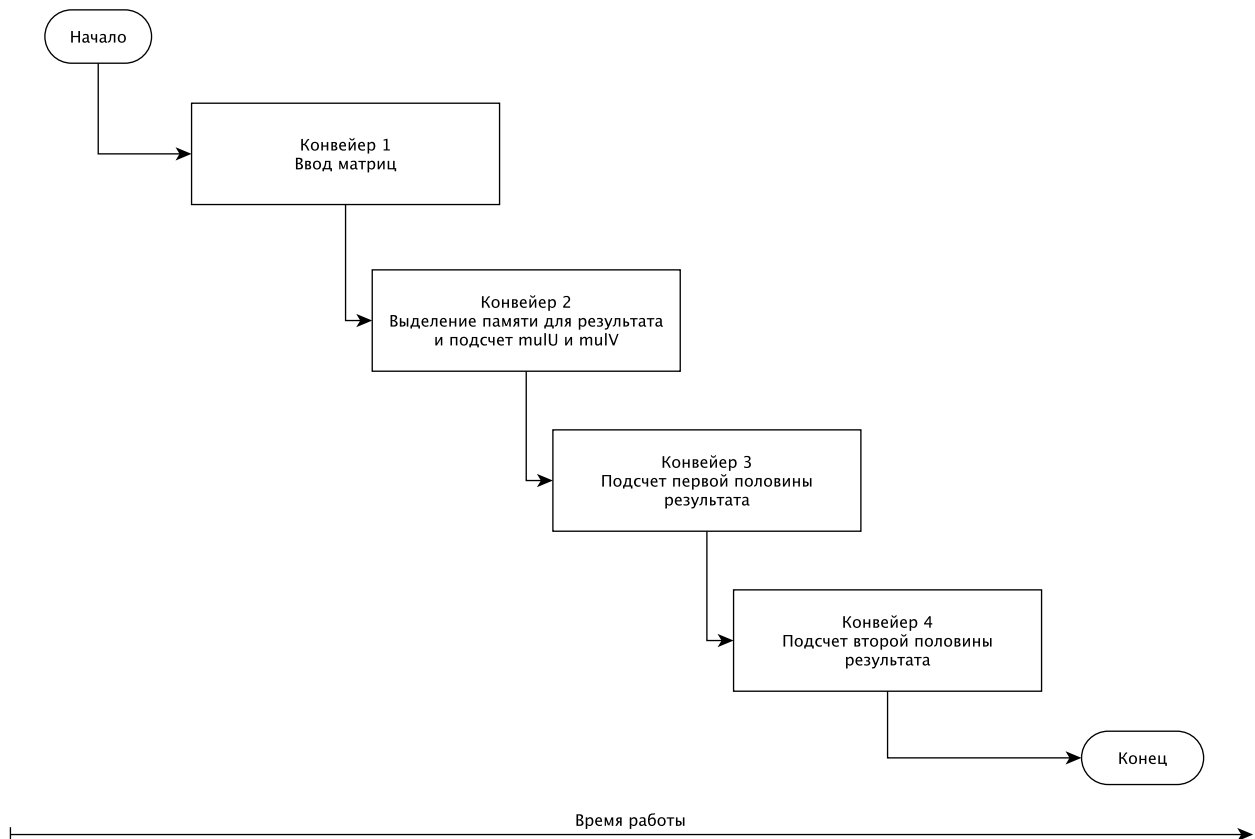 Начало
Конвейер 1
Ввод матриц
Конвейер 2
Выделение памяти для результата
и подсчет mulU и mulV
Конвейер 3
Подсчет первой половины
результата
Конвейер 4
Подсчет второй половины
результата
Конец
Время работы